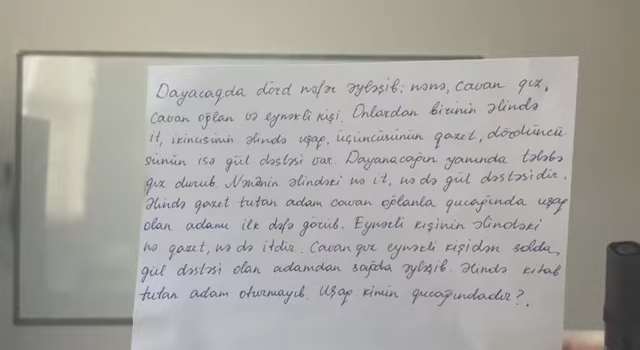 Dayacaqda dörd nəfər əyləşib: nənə, cavan qız,
cavan oğlan və eynəkli kişi. Onlardan birinin əlində
it, ikincisinin əlində uşaq, üçüncüsünün qəzet, dördüncü-
sünün isə gül dəstəsi var. Dayanacağın yanında tələbə
qız durub. Nənənin əlindəki nə it, nə də gül dəstəsidir.
Əlində qəzet tutan adam cavan oğlanla qucağında uşaq
olan adamı ilk dəfə görüb. Eynəkli kişinin əlindəki
nə qəzet, nə də itdir. Cavan qız eynəkli kişidən solda,
gül dəstəsi olan adamdan sağda əyləşib. Əlində kitab
tutan adam oturmayıb. Uşaq kimin qucağındadır?